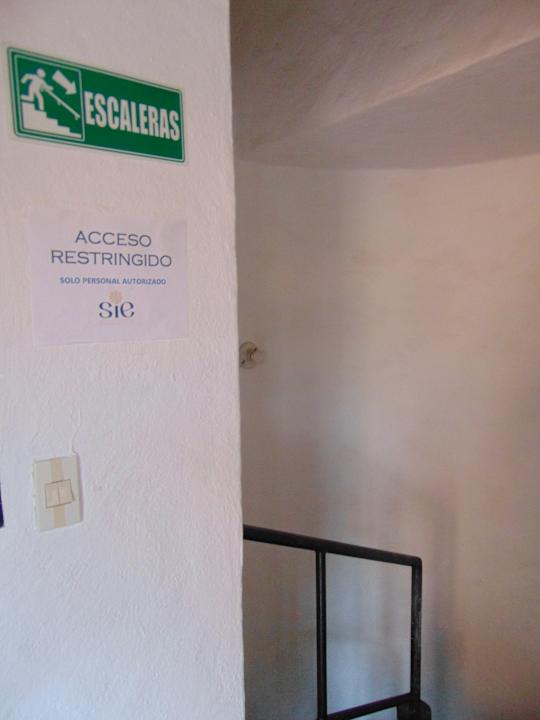 ESCALERAS
ACCESO
RESTRINGIDO
SOLO PERSONAL AUTORIZADO
sie